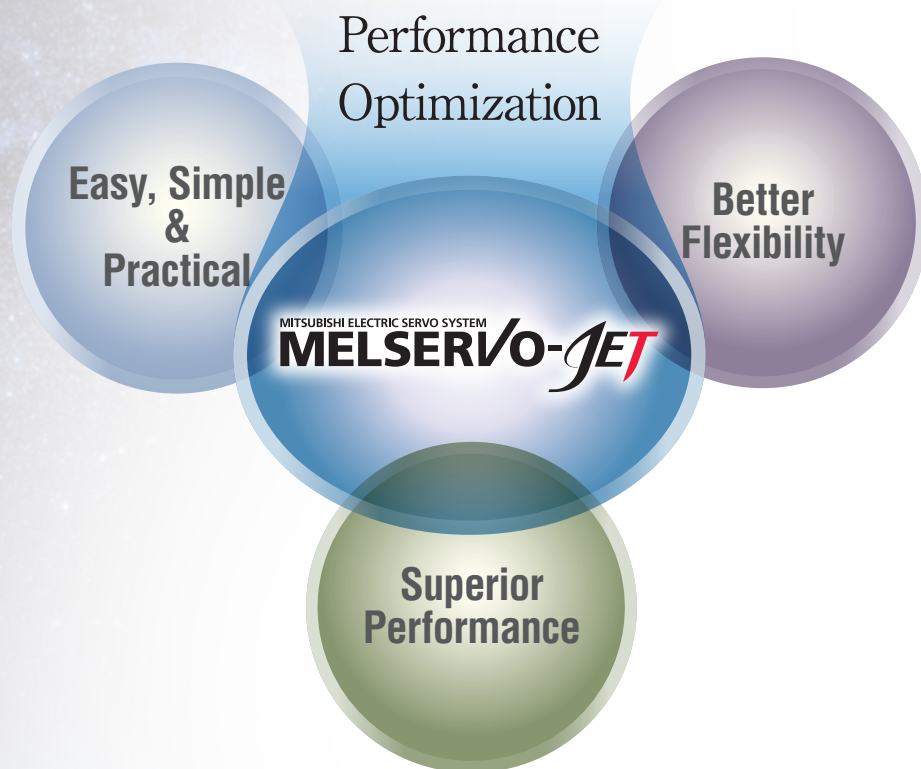 Performance
Optimization
Easy, Simple
&
Practical
Better
Flexibility
MITSUBISHI ELECTRIC SERVO SYSTEM
MELSERVO-JET
Superior
Performance